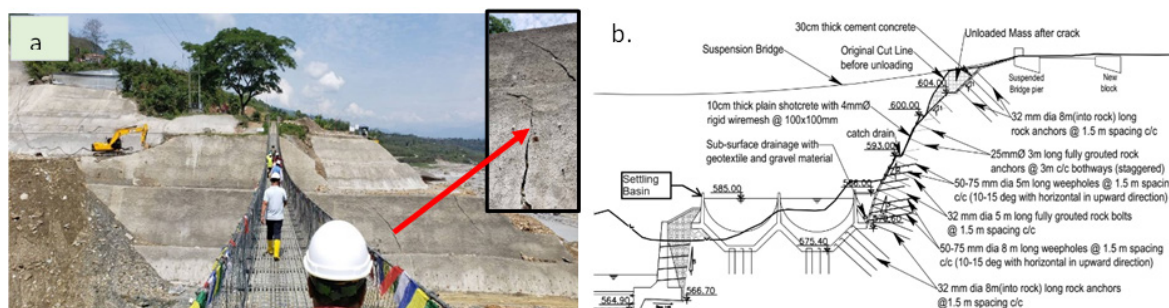 a
b.
30cm thick cement concrete
Unloaded Mass after crack
Suspension Bridge
Original Cut Line
before unloading
604.00
Suspended
Bridge pier
New
block
600.00
10cm thick plain shotcrete with 4mmØ
rigid wiremesh @ 100x100mm
32 mm dia 8m(into rock) long
rock anchors @ 1.5 m spacing c/c
catch drain
593.00
Sub-surface drainage with
geotextile and gravel material
25mmØ 3m long fully grouted rock
anchors @ 3m c/c bothways (staggered)
Settling
Basin
585.00
586.00
50-75 mm dia 5m long weepholes @ 1.5 m spacing
c/c (10-15 deg with horizontal in upward direction)
32 mm dia 5 m long fully grouted rock bolts
@ 1.5 m spacing c/c
575.40
50-75 mm dia 8 m long weepholes @ 1.5 m spacing
c/c (10-15 deg with horizontal in upward direction)
32 mm dia 8m(into rock) long rock anchors
@1.5 m spacing c/c
566.70
564.90